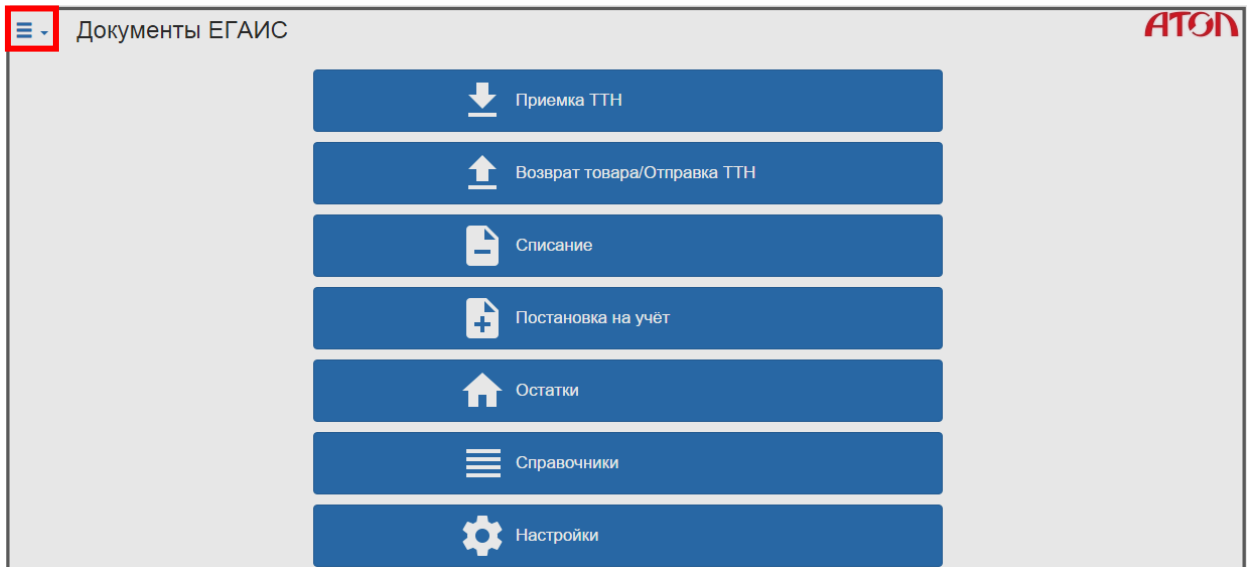 Документы ЕГАИС
АТОЛ
Приемка ТТН
Возврат товара/Отправка ТТН
Списание
Постановка на учёт
Остатки
Справочники
Настройки